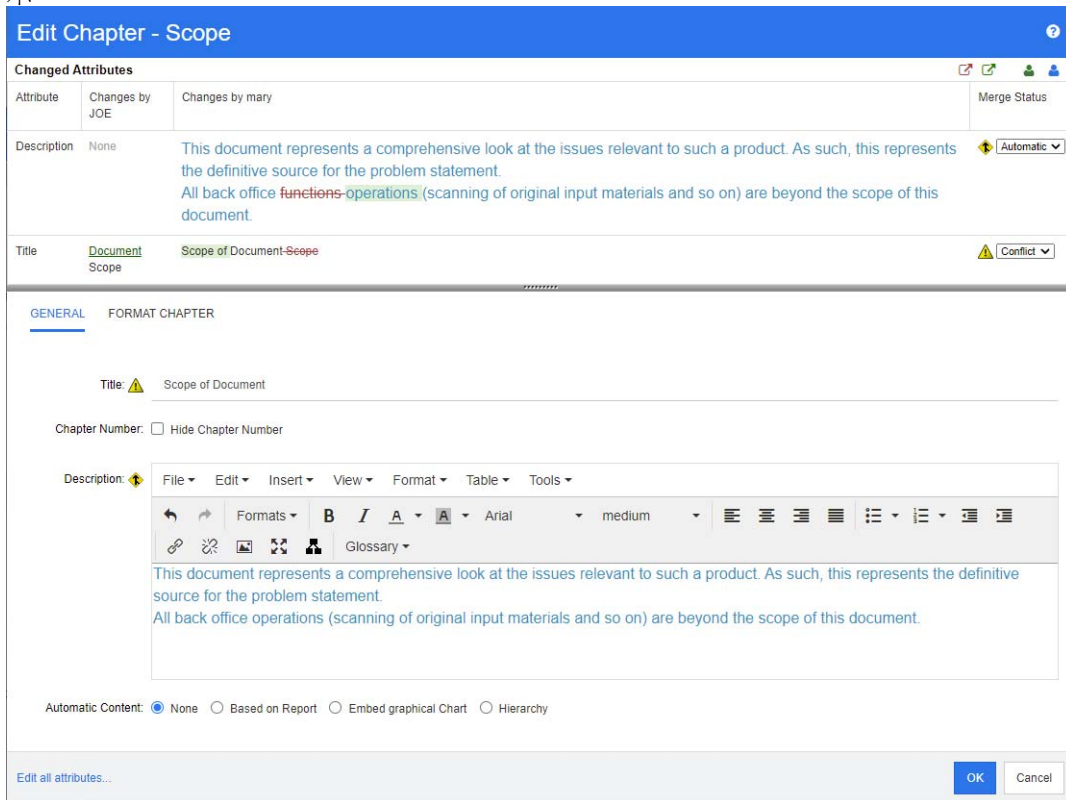 Edit Chapter - Scope
Changed Attributes
Attribute Changes by JOE Changes by mary Merge Status
Description None This document represents a comprehensive look at the issues relevant to such a product. As such, this represents Automatic
the definitive source for the problem statement.
All back office functions operations (scanning of original input materials and so on) are beyond the scope of this
document.
Title Document Scope Scope of Document Scope Conflict
GENERAL FORMAT CHAPTER
Title: Scope of Document
Chapter Number: Hide Chapter Number
Description: File Edit Insert View Format Table Tools
Formats B I A A Arial medium
Glossary
This document represents a comprehensive look at the issues relevant to such a product. As such, this represents the definitive
source for the problem statement.
All back office operations (scanning of original input materials and so on) are beyond the scope of this document.
Automatic Content: None Based on Report Embed graphical Chart Hierarchy
Edit all attributes... OK Cancel